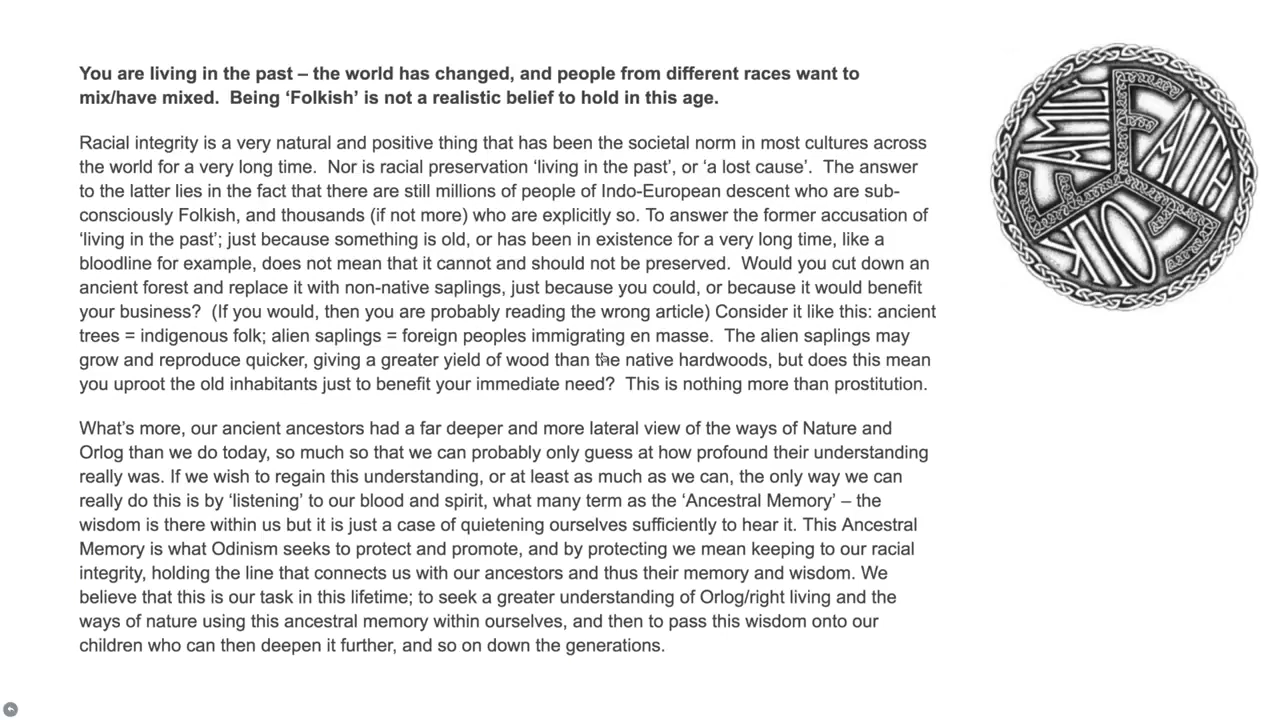 You are living in the past – the world has changed, and people from different races want to
mix/have mixed.  Being ‘Folkish’ is not a realistic belief to hold in this age.
Racial integrity is a very natural and positive thing that has been the societal norm in most cultures across
the world for a very long time.  Nor is racial preservation ‘living in the past’, or ‘a lost cause’.  The answer
to the latter lies in the fact that there are still millions of people of Indo-European descent who are sub-
consciously Folkish, and thousands (if not more) who are explicitly so. To answer the former accusation of
‘living in the past’; just because something is old, or has been in existence for a very long time, like a
bloodline for example, does not mean that it cannot and should not be preserved.  Would you cut down an
ancient forest and replace it with non-native saplings, just because you could, or because it would benefit
your business?  (If you would, then you are probably reading the wrong article) Consider it like this: ancient
trees = indigenous folk; alien saplings = foreign peoples immigrating en masse.  The alien saplings may
grow and reproduce quicker, giving a greater yield of wood than the native hardwoods, but does this mean
you uproot the old inhabitants just to benefit your immediate need?  This is nothing more than prostitution.
What’s more, our ancient ancestors had a far deeper and more lateral view of the ways of Nature and
Orlog than we do today, so much so that we can probably only guess at how profound their understanding
really was. If we wish to regain this understanding, or at least as much as we can, the only way we can
really do this is by ‘listening’ to our blood and spirit, what many term as the ‘Ancestral Memory’ – the
wisdom is there within us but it is just a case of quietening ourselves sufficiently to hear it. This Ancestral
Memory is what Odinism seeks to protect and promote, and by protecting we mean keeping to our racial
integrity, holding the line that connects us with our ancestors and thus their memory and wisdom. We
believe that this is our task in this lifetime; to seek a greater understanding of Orlog/right living and the
ways of nature using this ancestral memory within ourselves, and then to pass this wisdom onto our
children who can then deepen it further, and so on down the generations.
FAMILY
FAITH
FOLK